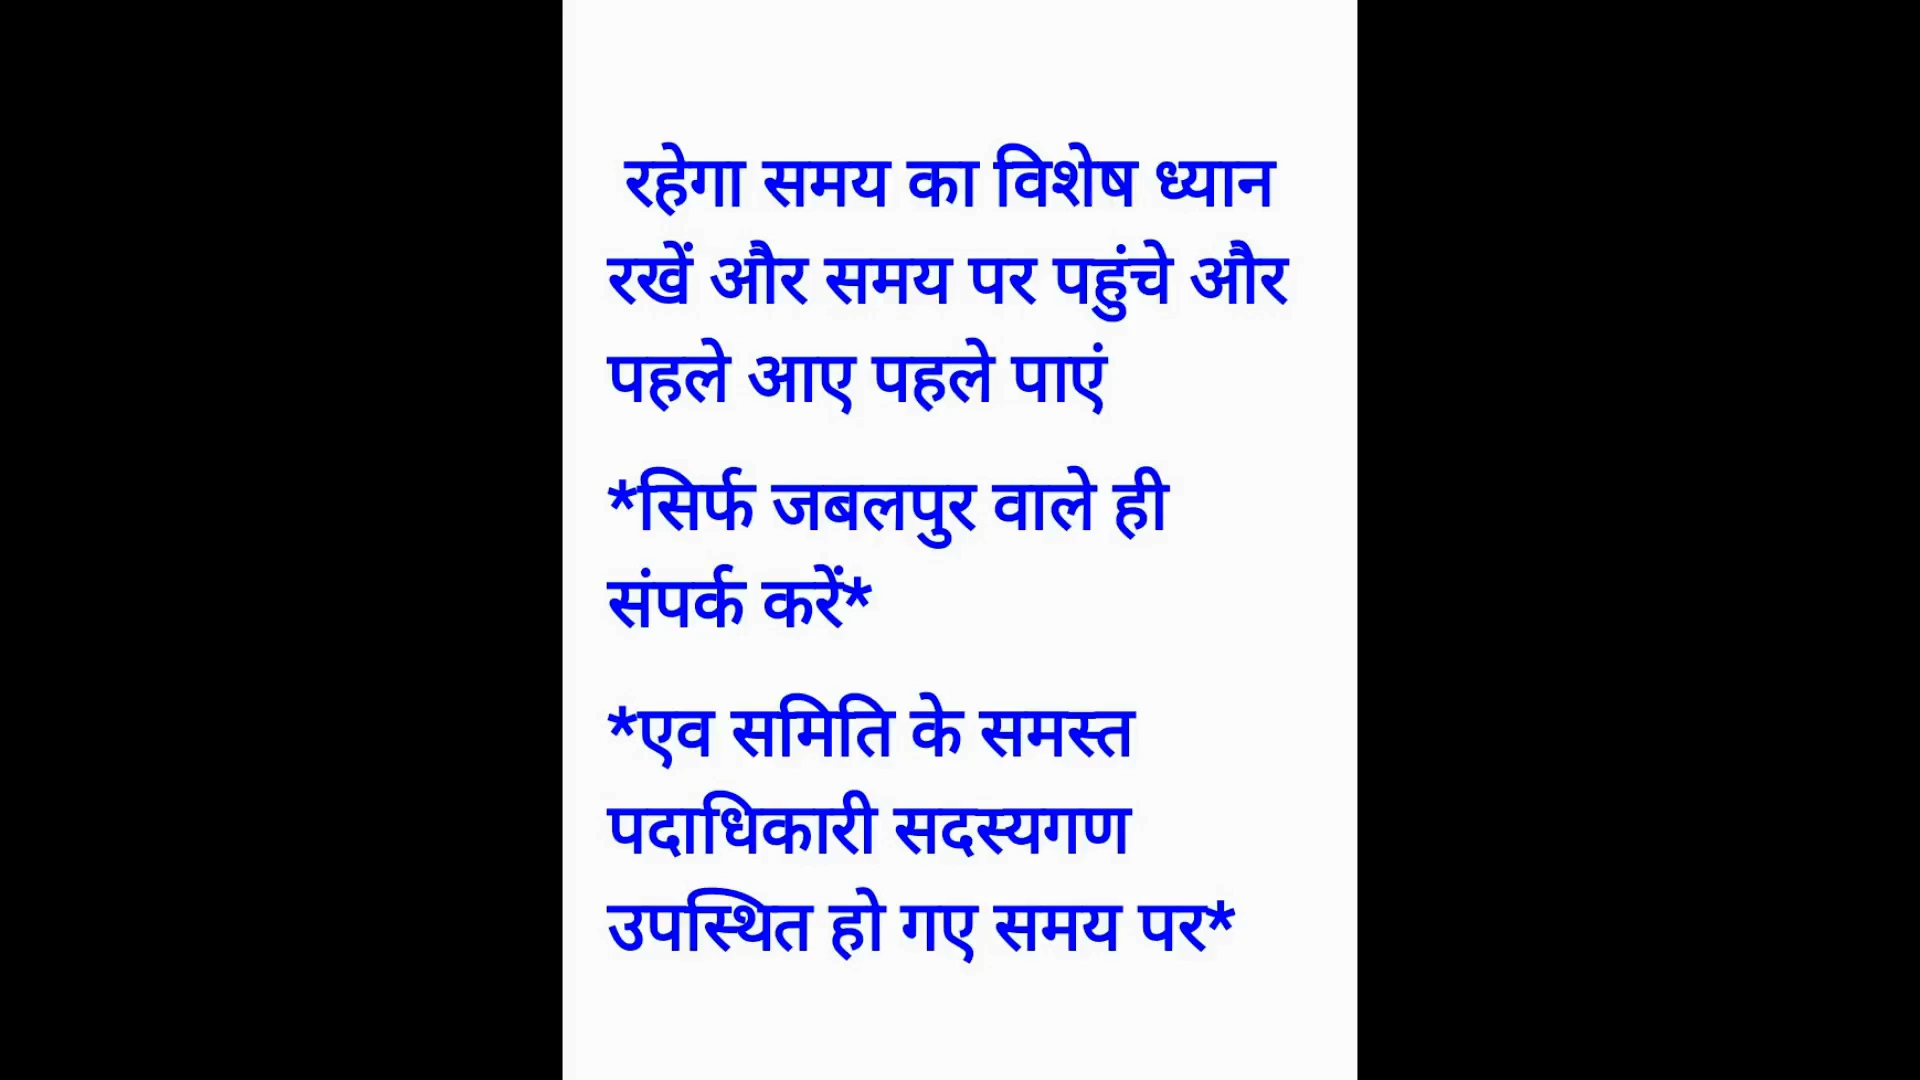 रहेगा समय का विशेष ध्यान
रखें और समय पर पहुंचे और
पहले आए पहले पाएं
*सिर्फ जबलपुर वाले ही
संपर्क करें*
*एव समिति के समस्त
पदाधिकारी सदस्यगण
उपस्थित हो गए समय पर*